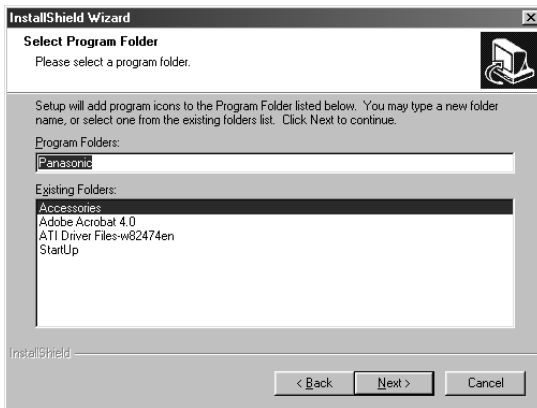 InstallShield Wizard
Select Program Folder
Please select a program folder.
Setup will add program icons to the Program Folder listed below. You may type a new folder
name, or select one from the existing folders list. Click Next to continue.
Program Folders:
Panasonic
Existing Folders:
Accessories
Adobe Acrobat 4.0
ATI Driver Files-w82474en
StartUp
InstallShield
< Back Next > Cancel